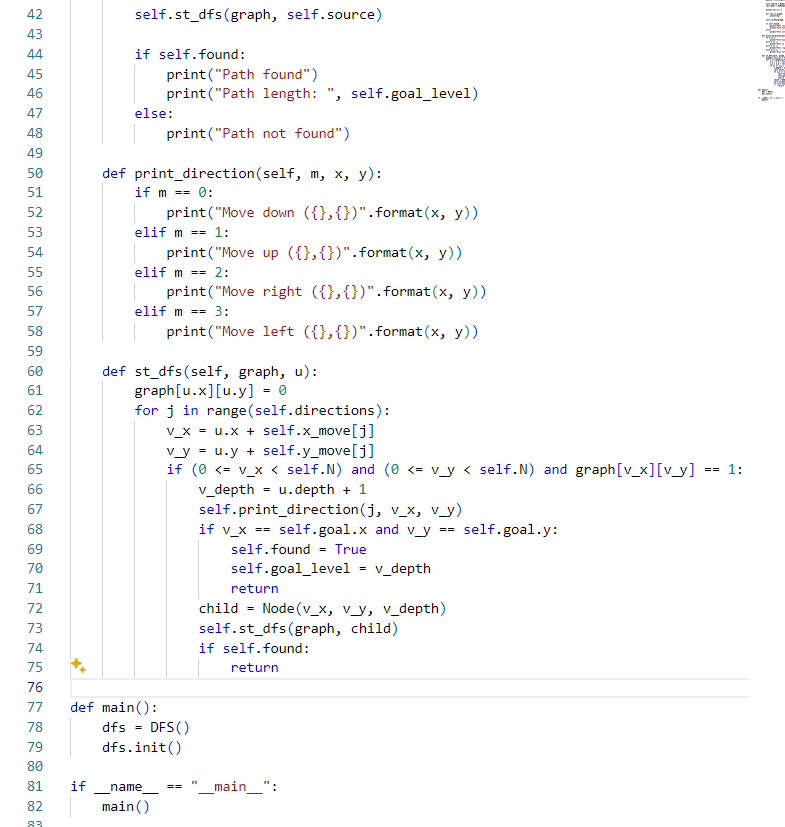 42         self.st_dfs(graph, self.source)
43
44         if self.found:
45             print("Path found")
46             print("Path length: ", self.goal_level)
47         else:
48             print("Path not found")
49
50     def print_direction(self, m, x, y):
51         if m == 0:
52             print("Move down ({},{})".format(x, y))
53         elif m == 1:
54             print("Move up ({},{})".format(x, y))
55         elif m == 2:
56             print("Move right ({},{})".format(x, y))
57         elif m == 3:
58             print("Move left ({},{})".format(x, y))
59
60     def st_dfs(self, graph, u):
61         graph[u.x][u.y] = 0
62         for j in range(self.directions):
63             v_x = u.x + self.x_move[j]
64             v_y = u.y + self.y_move[j]
65             if (0 <= v_x < self.N) and (0 <= v_y < self.N) and graph[v_x][v_y] == 1:
66                 v_depth = u.depth + 1
67                 self.print_direction(j, v_x, v_y)
68                 if v_x == self.goal.x and v_y == self.goal.y:
69                     self.found = True
70                     self.goal_level = v_depth
71                     return
72                 child = Node(v_x, v_y, v_depth)
73                 self.st_dfs(graph, child)
74                 if self.found:
75                     return
76
77 def main():
78     dfs = DFS()
79     dfs.init()
80
81 if __name__ == "__main__":
82     main()
83